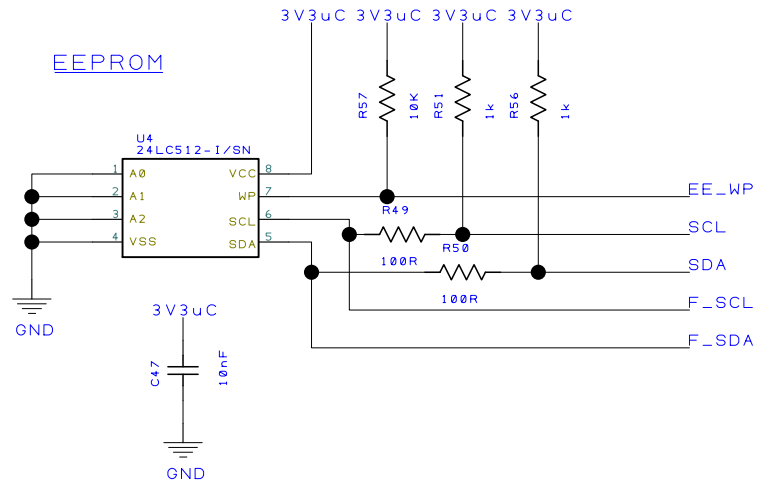 3V3uC 3V3uC 3V3uC 3V3uC
EEPROM
R57 10K R51 1k R56 1k
U4
24LC512-I/SN
1 A0 VCC 8
2 A1 WP 7 EE_WP
R49
3 A2 SCL 6 SCL
R50
4 VSS SDA 5
100R SDA
100R F_SCL
3V3uC
GND
F_SDA
C47 10nF
GND